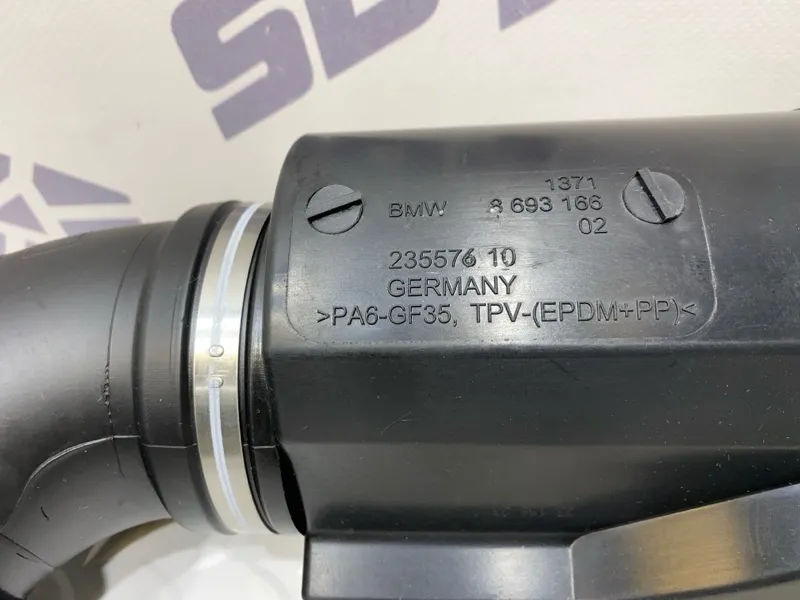 1371
BMW 8 693 166
02
235576 10
GERMANY
>PA6-GF35, TPV-(EPDM+PP)<